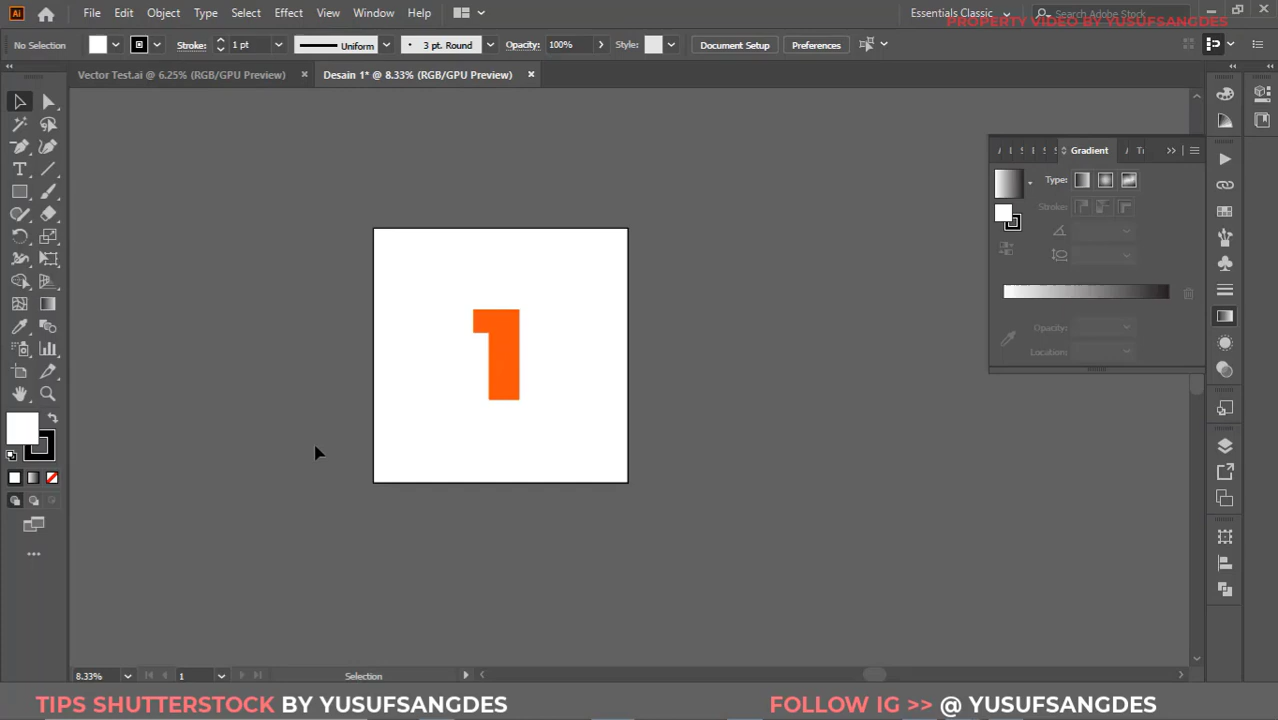 Ai File Edit Object Type Select Effect View Window Help Essentials Classic Search Adobe Stock
PROPERTY VIDEO BY YUSUFSANGDES
No Selection Stroke: 1 pt Uniform 3 pt. Round Opacity: 100% Style: Document Setup Preferences
Vector Test.ai @ 6.25% (RGB/GPU Preview) Desain 1* @ 8.33% (RGB/GPU Preview)
Gradient
Type:
Stroke:
1
Opacity:
Location:
8.33% 1 Selection
TIPS SHUTTERSTOCK BY YUSUFSANGDES FOLLOW IG >> @ YUSUFSANGDES